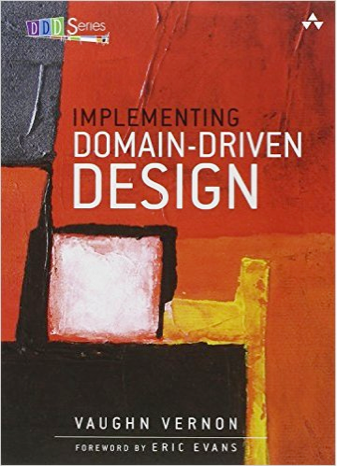 DDD Series
IMPLEMENTING
DOMAIN-DRIVEN
DESIGN
VAUGHN VERNON
FOREWORD BY ERIC EVANS